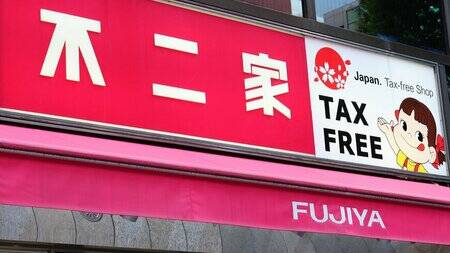 不二家
Japan. Tax-free Shop
TAX
FREE
FUJIYA